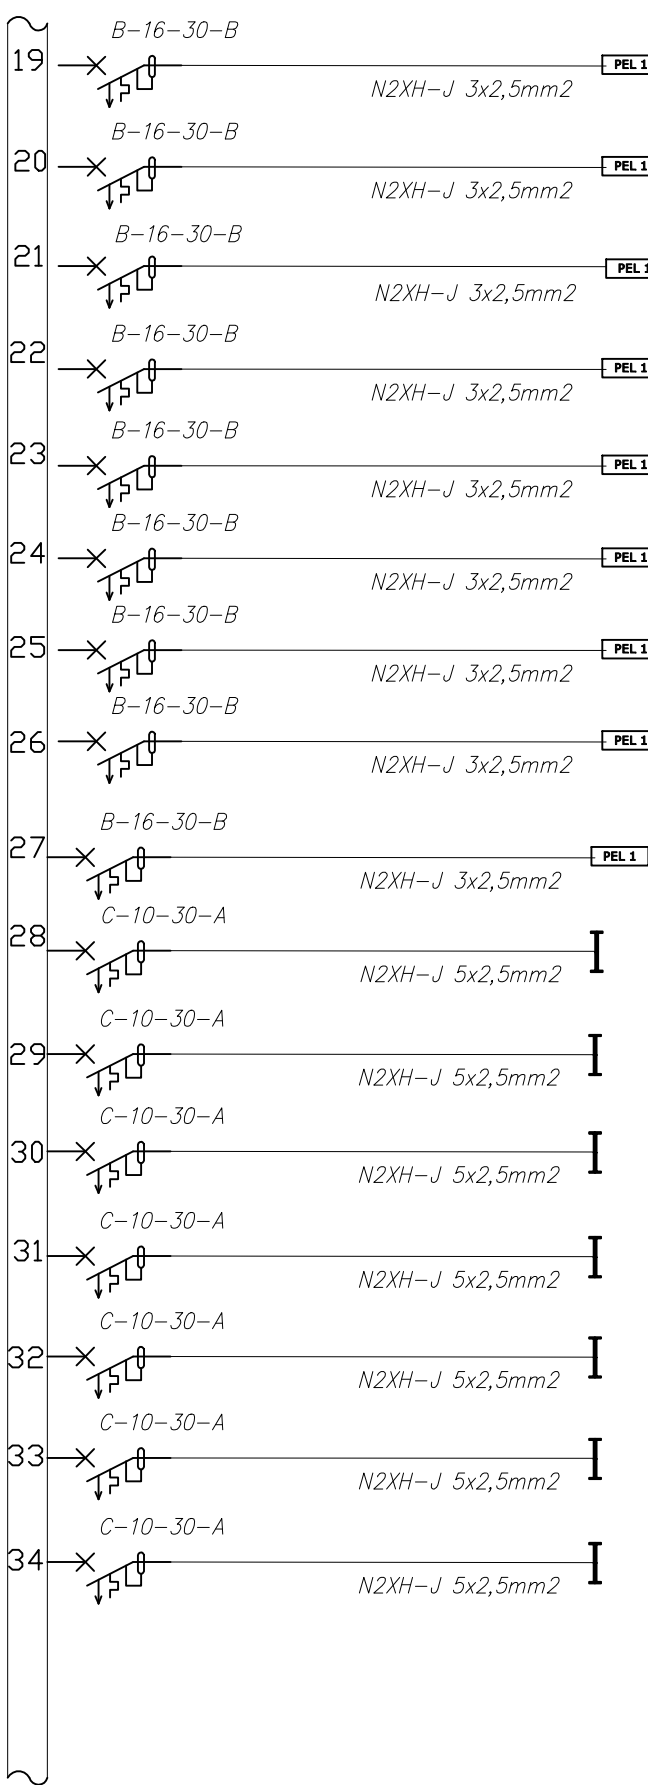 B-16-30-B
19
PEL 1
N2XH-J 3x2,5mm2
B-16-30-B
20
PEL 1
N2XH-J 3x2,5mm2
B-16-30-B
21
PEL 1
N2XH-J 3x2,5mm2
B-16-30-B
22
PEL 1
N2XH-J 3x2,5mm2
B-16-30-B
23
PEL 1
N2XH-J 3x2,5mm2
B-16-30-B
24
PEL 1
N2XH-J 3x2,5mm2
B-16-30-B
25
PEL 1
N2XH-J 3x2,5mm2
B-16-30-B
26
PEL 1
N2XH-J 3x2,5mm2
B-16-30-B
27
PEL 1
N2XH-J 3x2,5mm2
C-10-30-A
28
N2XH-J 5x2,5mm2
C-10-30-A
29
N2XH-J 5x2,5mm2
C-10-30-A
30
N2XH-J 5x2,5mm2
C-10-30-A
31
N2XH-J 5x2,5mm2
C-10-30-A
32
N2XH-J 5x2,5mm2
C-10-30-A
33
N2XH-J 5x2,5mm2
C-10-30-A
34
N2XH-J 5x2,5mm2